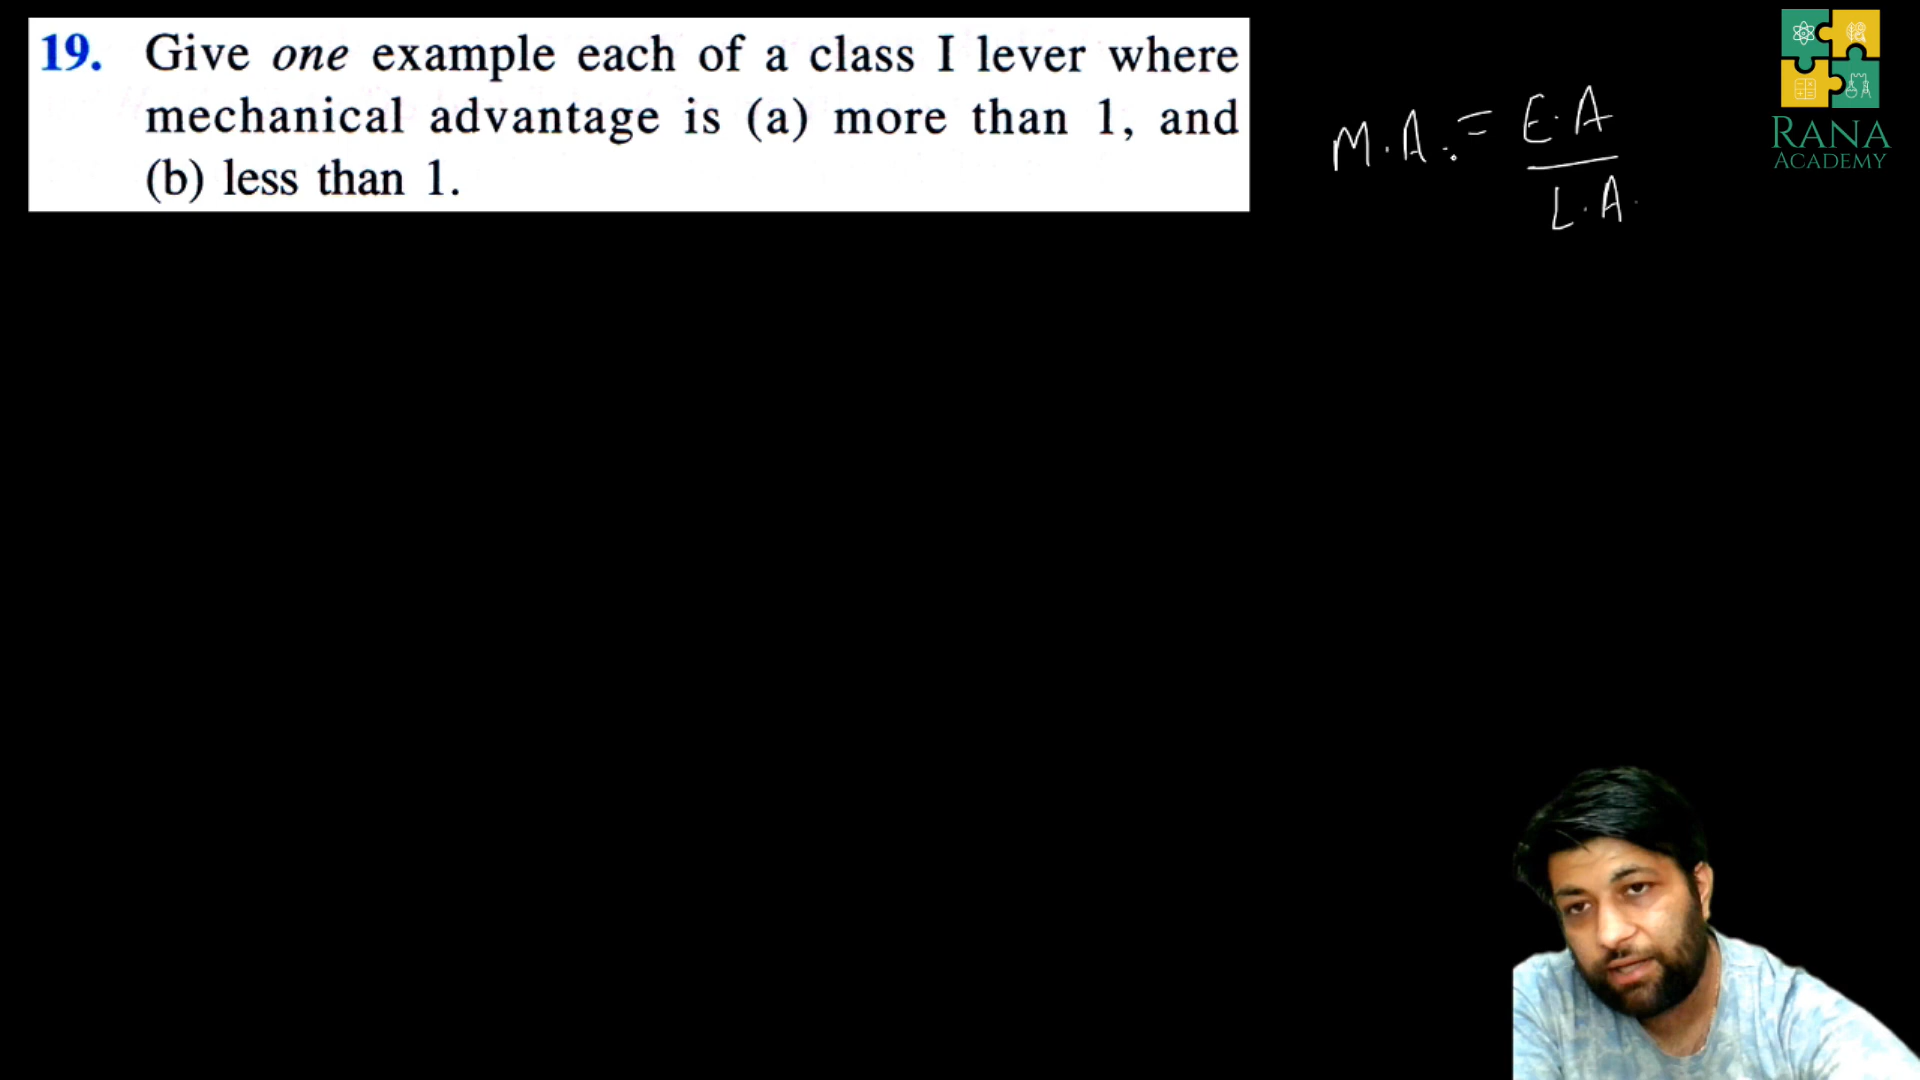 19. Give one example each of a class I lever where
mechanical advantage is (a) more than 1, and
(b) less than 1.
M.A. = E.A
L.A.
RANA
ACADEMY